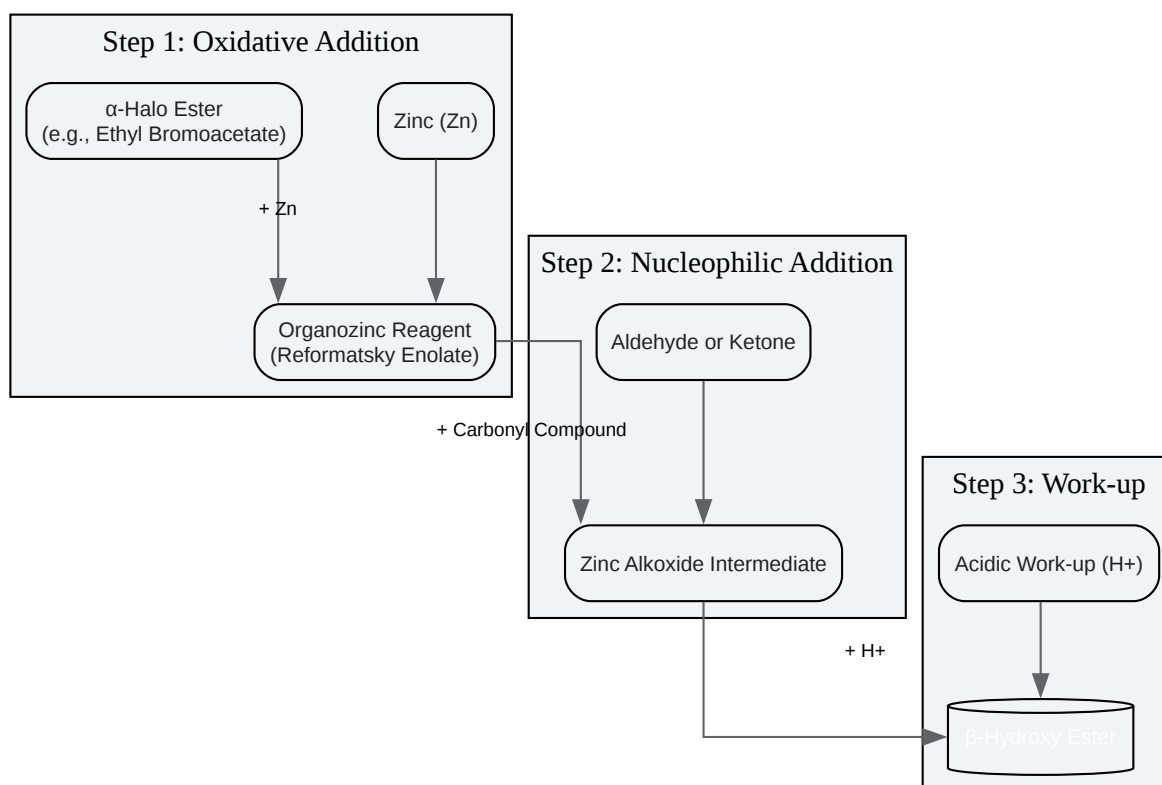 Step 1: Oxidative Addition
α-Halo Ester
(e.g., Ethyl Bromoacetate)
Zinc (Zn)
+ Zn
Organozinc Reagent
(Reformatsky Enolate)
Step 2: Nucleophilic Addition
Aldehyde or Ketone
+ Carbonyl Compound
Zinc Alkoxide Intermediate
Step 3: Work-up
Acidic Work-up (H+)
+ H+
β-Hydroxy Ester